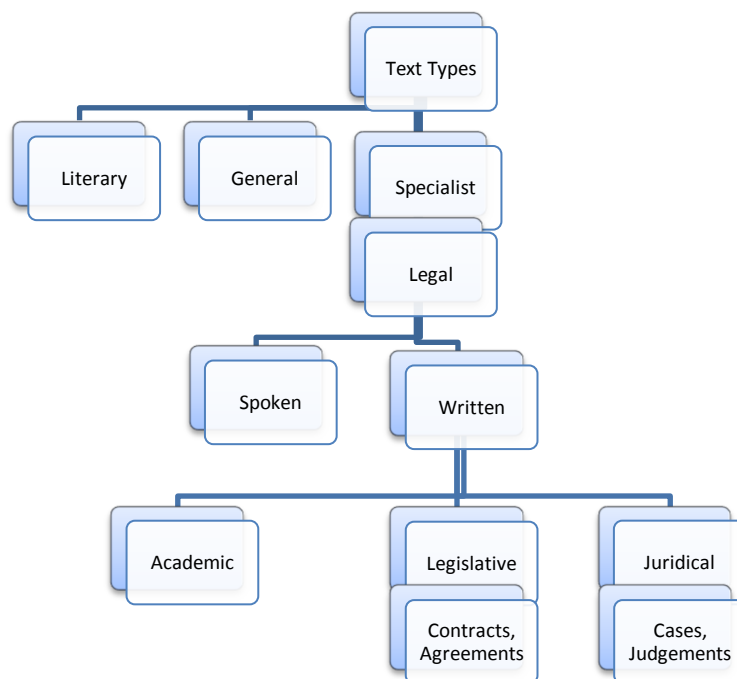 Text Types
Literary
General
Specialist
Legal
Spoken
Written
Academic
Legislative
Juridical
Contracts,
Agreements
Cases,
Judgements